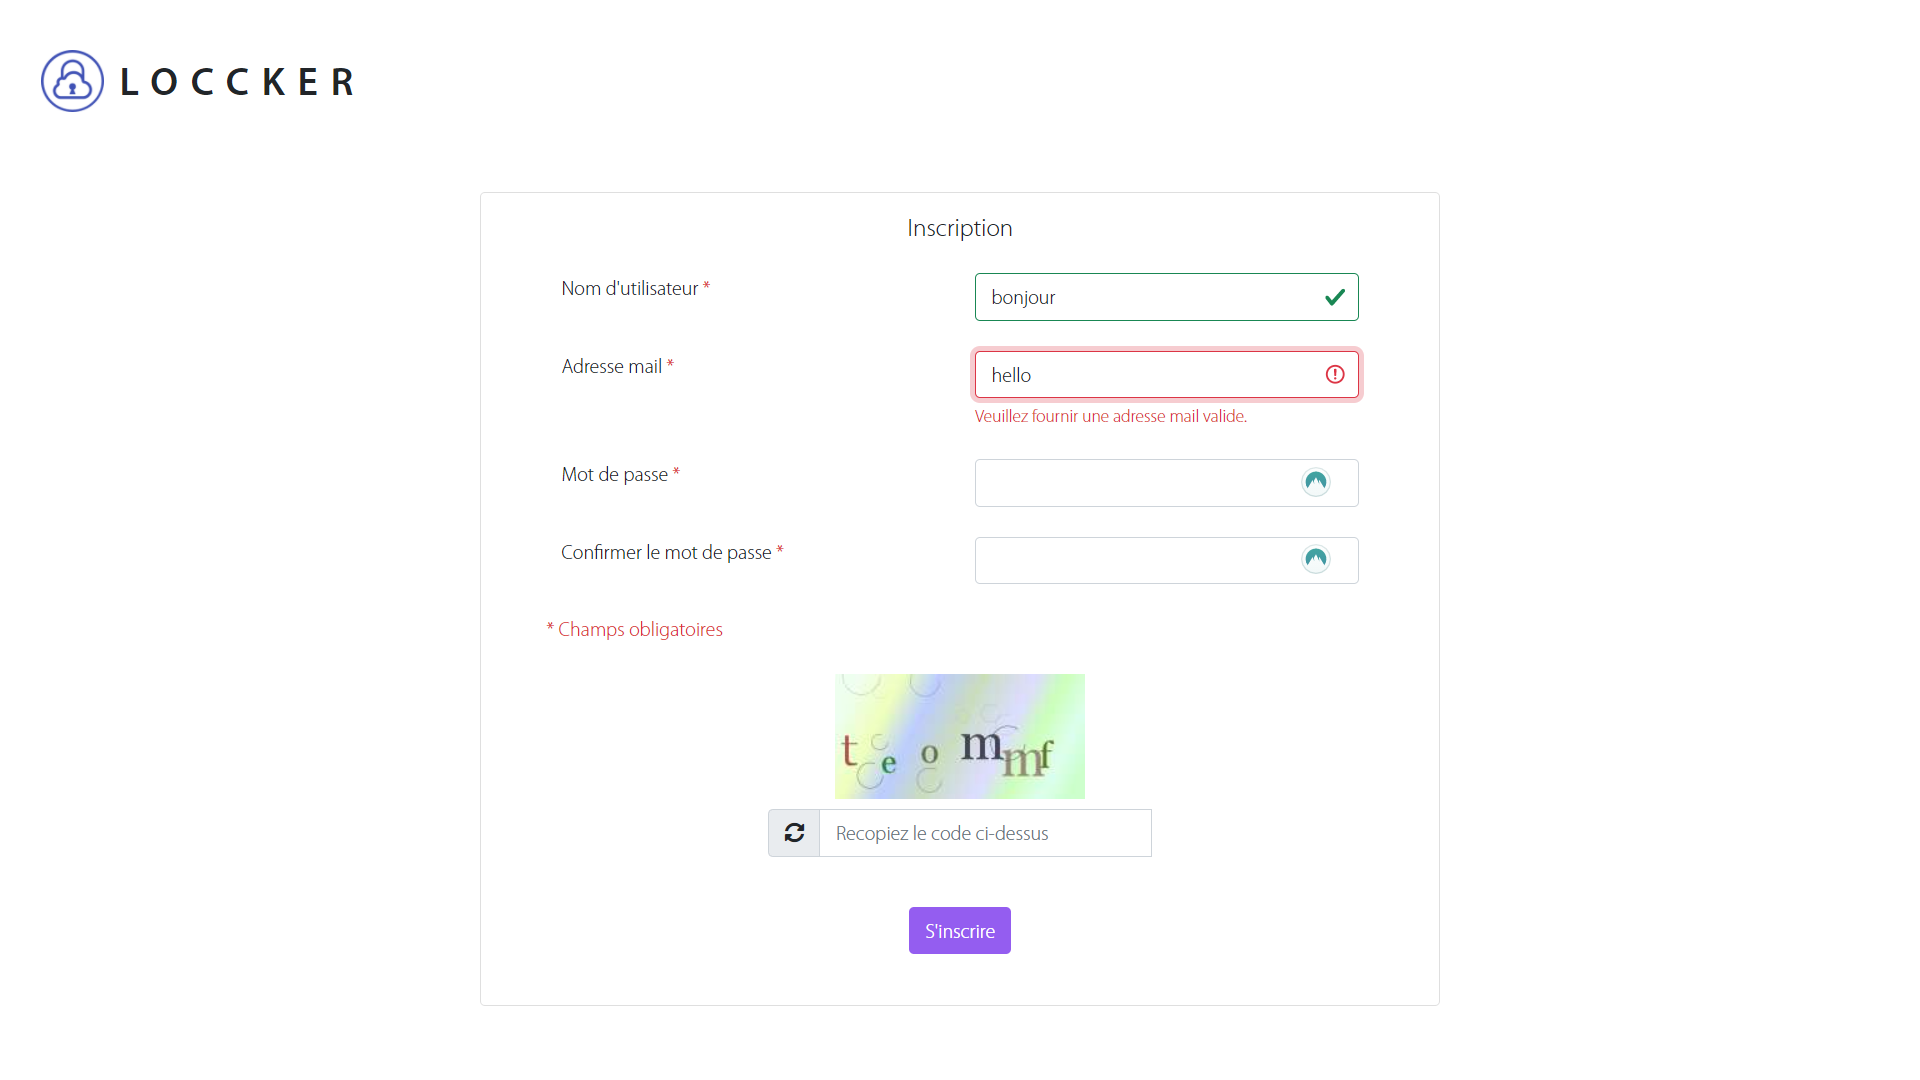 LOCCKER
Inscription
Nom d'utilisateur *
bonjour
Adresse mail *
hello
Veuillez fournir une adresse mail valide.
Mot de passe *
Confirmer le mot de passe *
* Champs obligatoires
t e o m m f
Recopiez le code ci-dessus
S'inscrire